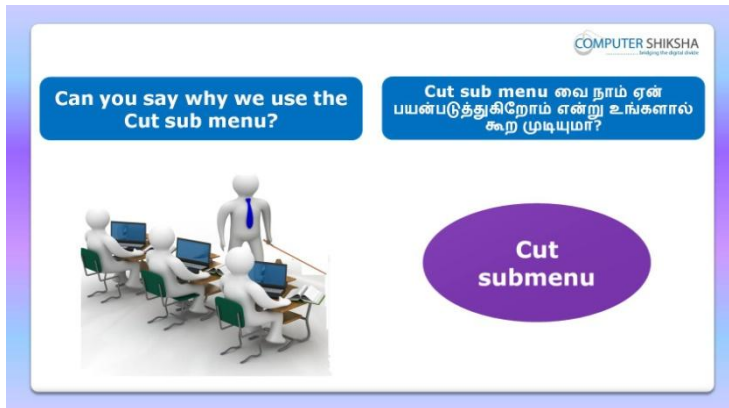 COMPUTER SHIKSHA
bridging the digital divide
Can you say why we use the
Cut sub menu?
Cut sub menu வை நாம் ஏன்
பயன்படுத்துகிறோம் என்று உங்களால்
கூற முடியுமா?
Cut
submenu